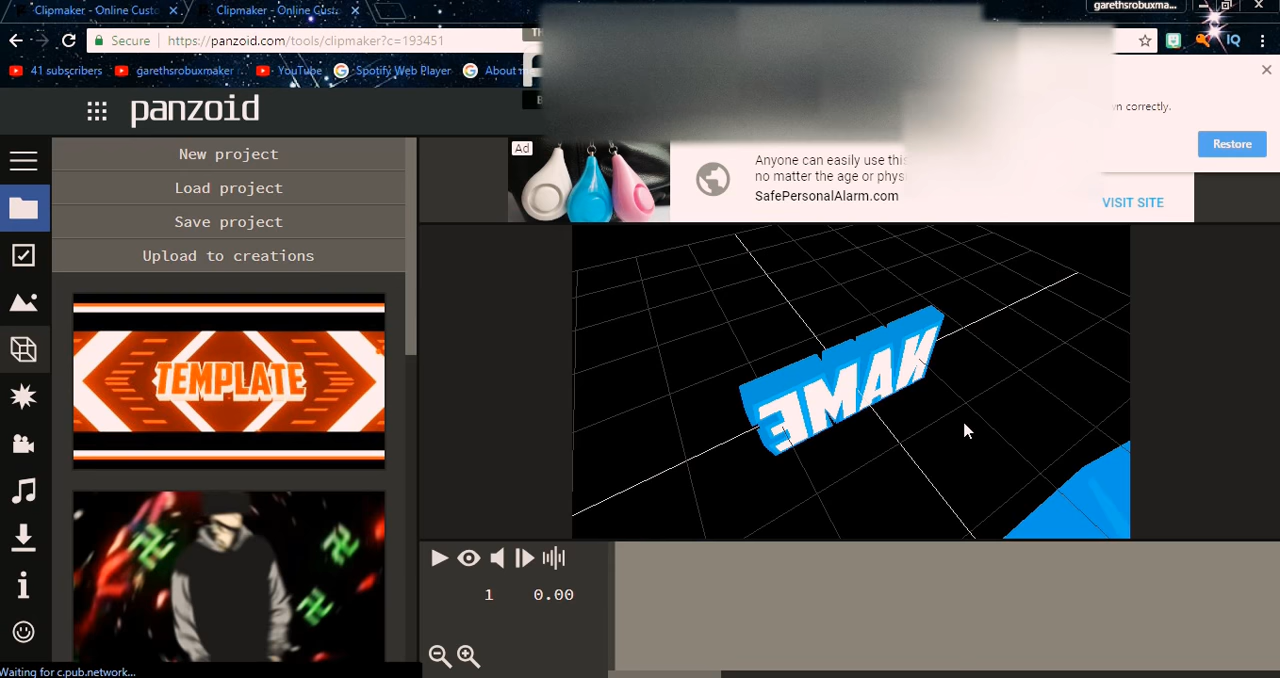 Clipmaker - Online Custo
Clipmaker - Online Custo
garethsrobuxma...
Secure
https://panzoid.com/tools/clipmaker?c=193451
IQ
41 subscribers
garethsrobuxmaker
YouTube
Spotify Web Player
About
panzoid
n correctly.
Restore
New project
Load project
Save project
Upload to creations
Ad
Anyone can easily use this
no matter the age or phys
SafePersonalAlarm.com
VISIT SITE
TEMPLATE
NAME
1 0.00
Waiting for c.pub.network...